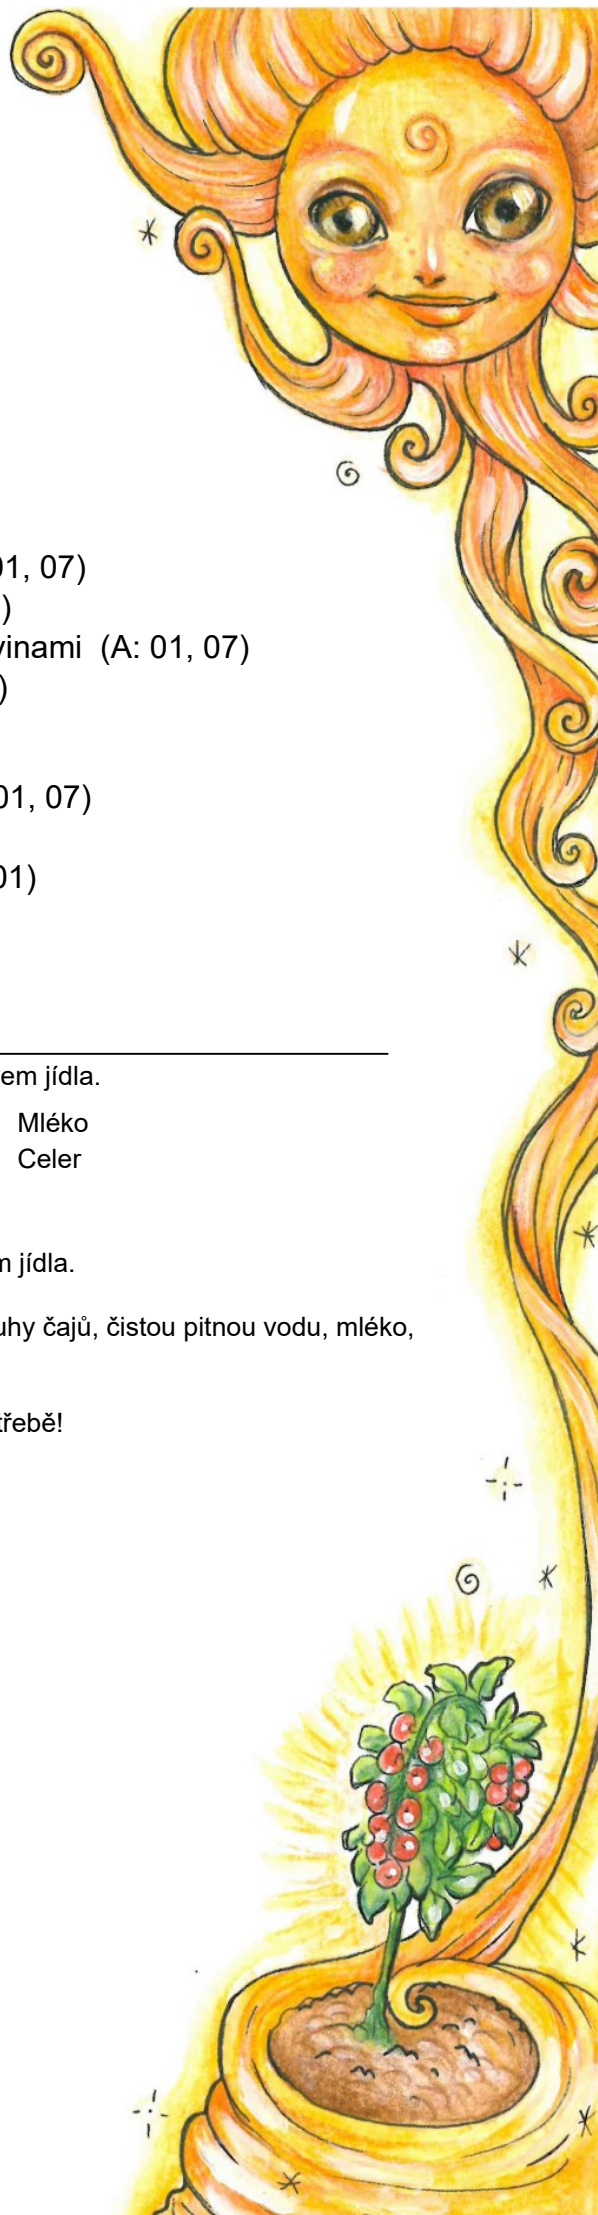 01, 07)
)
vinami (A: 01, 07)
)
01, 07)
01)
em jídla.
Mléko
Celer
m jídla.
uhy čajů, čistou pitnou vodu, mléko,
třebě!